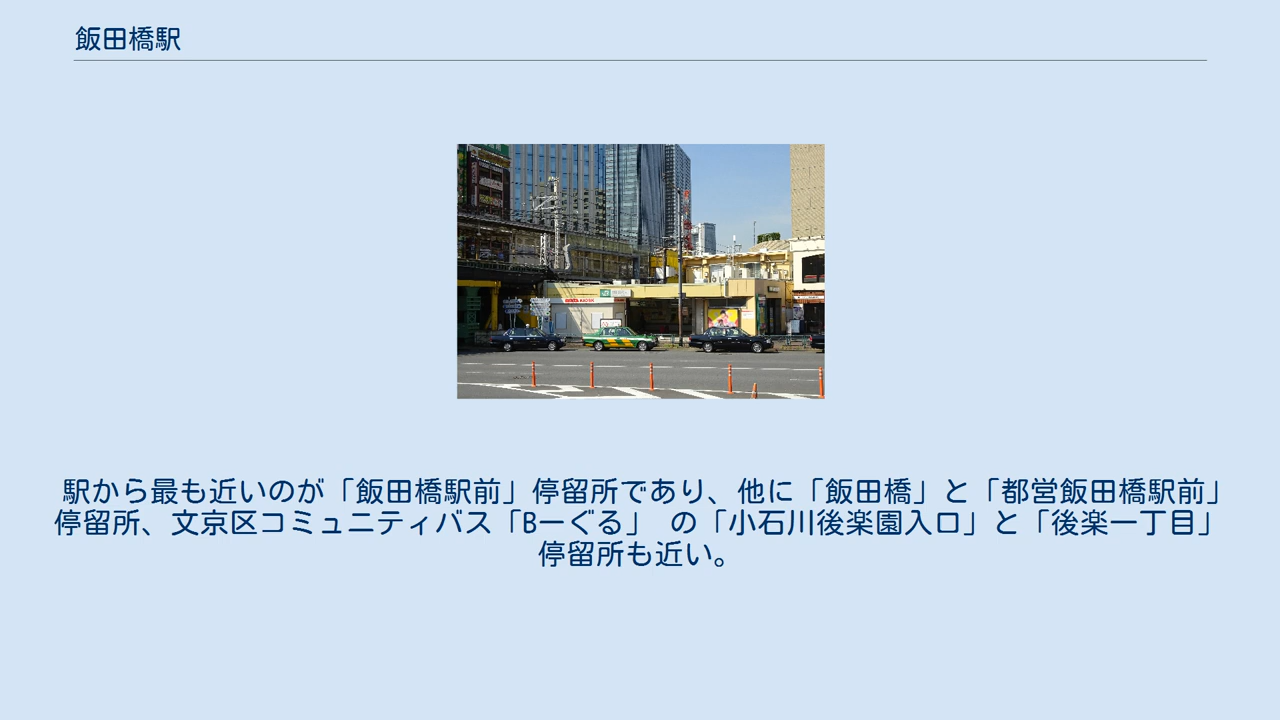 飯田橋駅
駅から最も近いのが「飯田橋駅前」停留所であり、他に「飯田橋」と「都営飯田橋駅前」
停留所、文京区コミュニティバス「Bーぐる」 の「小石川後楽園入口」と「後楽一丁目」
停留所も近い。